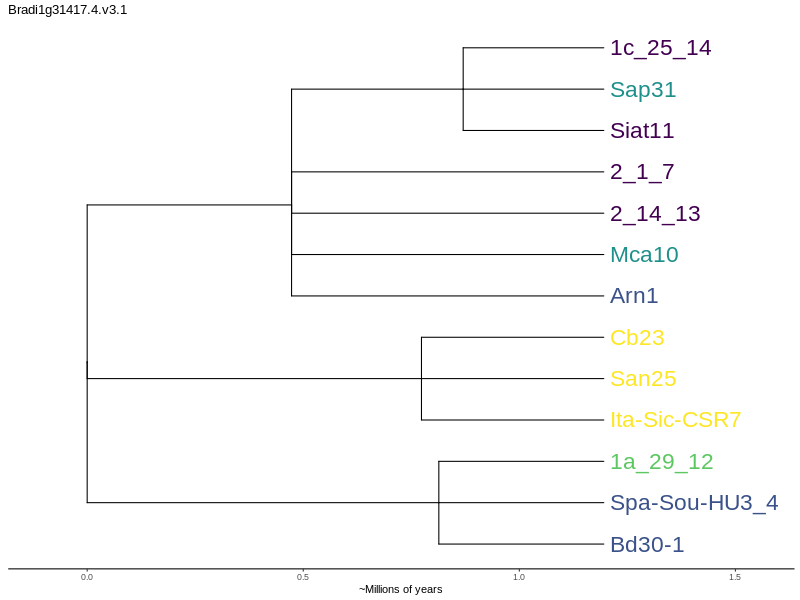 Bradi1g31417.4.v3.1
1c_25_14
Sap31
Siat11
2_1_7
2_14_13
Mca10
Arn1
Cb23
San25
Ita-Sic-CSR7
1a_29_12
Spa-Sou-HU3_4
Bd30-1
0.0 0.5 1.0 1.5
~Millions of years